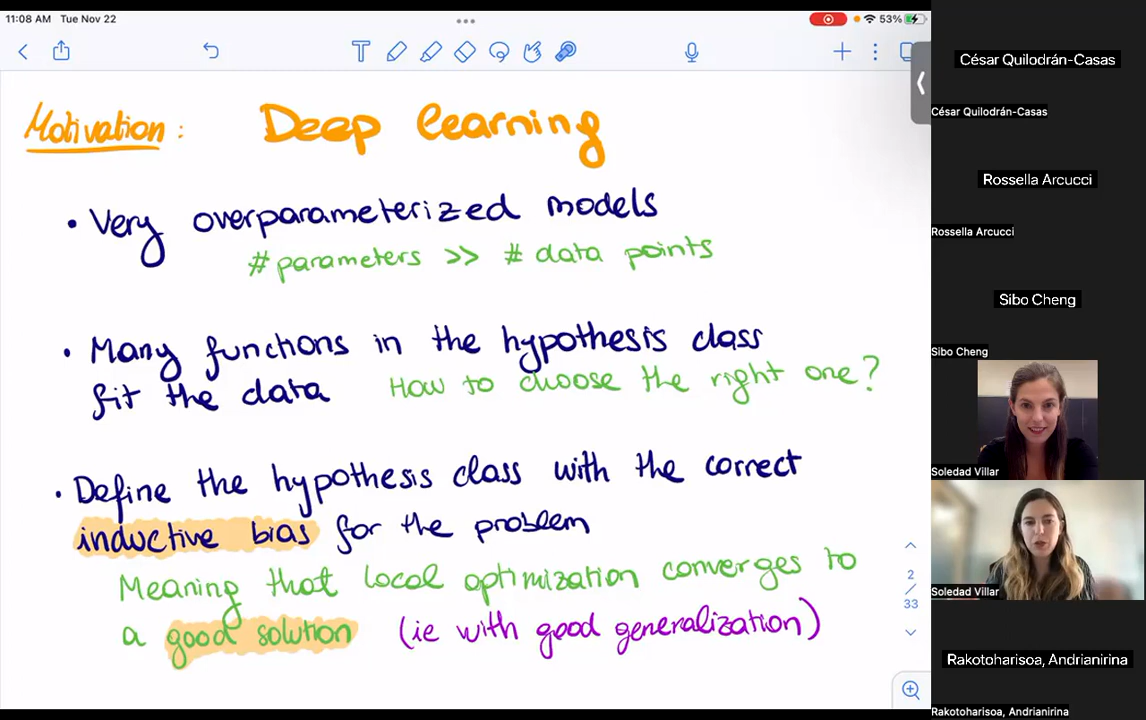 11:08 AM Tue Nov 22
53%
Motivation: Deep learning
• Very overparameterized models
# parameters >> # data points
• Many functions in the hypothesis class
fit the data How to choose the right one?
• Define the hypothesis class with the correct
inductive bias for the problem
Meaning that local optimization converges to
a good solution (ie with good generalization)
2
/
33
César Quilodrán-Casas
César Quilodrán-Casas
Rossella Arcucci
Rossella Arcucci
Sibo Cheng
Sibo Cheng
Soledad Villar
Soledad Villar
Rakotoharisoa, Andrianirina
Rakotoharisoa, Andrianirina